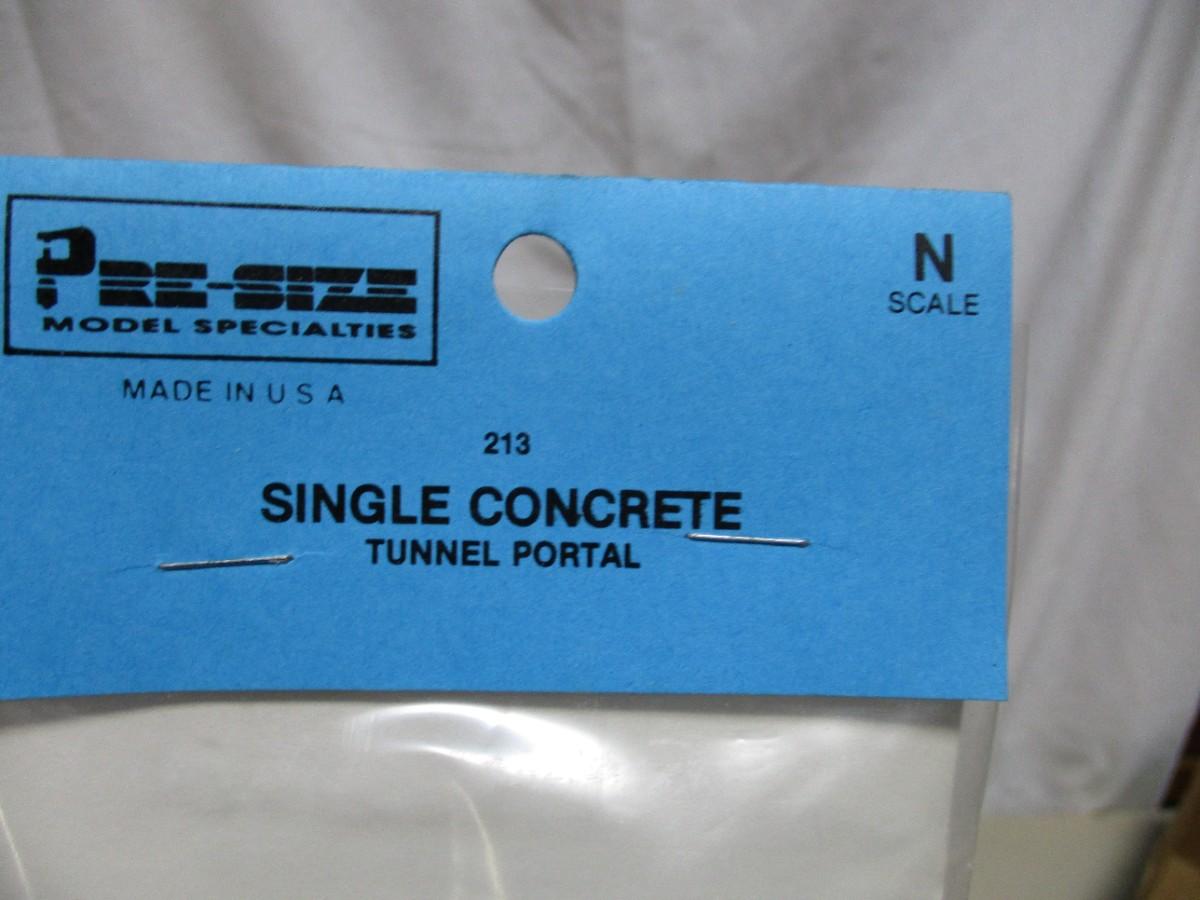 PRE-SIZE
MODEL SPECIALTIES
MADE IN U S A
N
SCALE
213
SINGLE CONCRETE
TUNNEL PORTAL